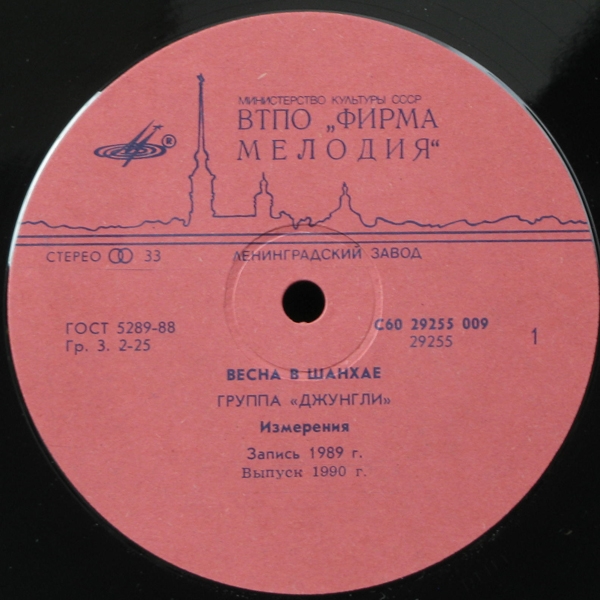 МИНИСТЕРСТВО КУЛЬТУРЫ СССР
ВТПО „ФИРМА
МЕЛОДИЯ“
®
СТЕРЕО 33
ЛЕНИНГРАДСКИЙ ЗАВОД
ГОСТ 5289-88
Гр. 3. 2-25
С60 29255 009
29255
1
ВЕСНА В ШАНХАЕ
ГРУППА «ДЖУНГЛИ»
Измерения
Запись 1989 г.
Выпуск 1990 г.